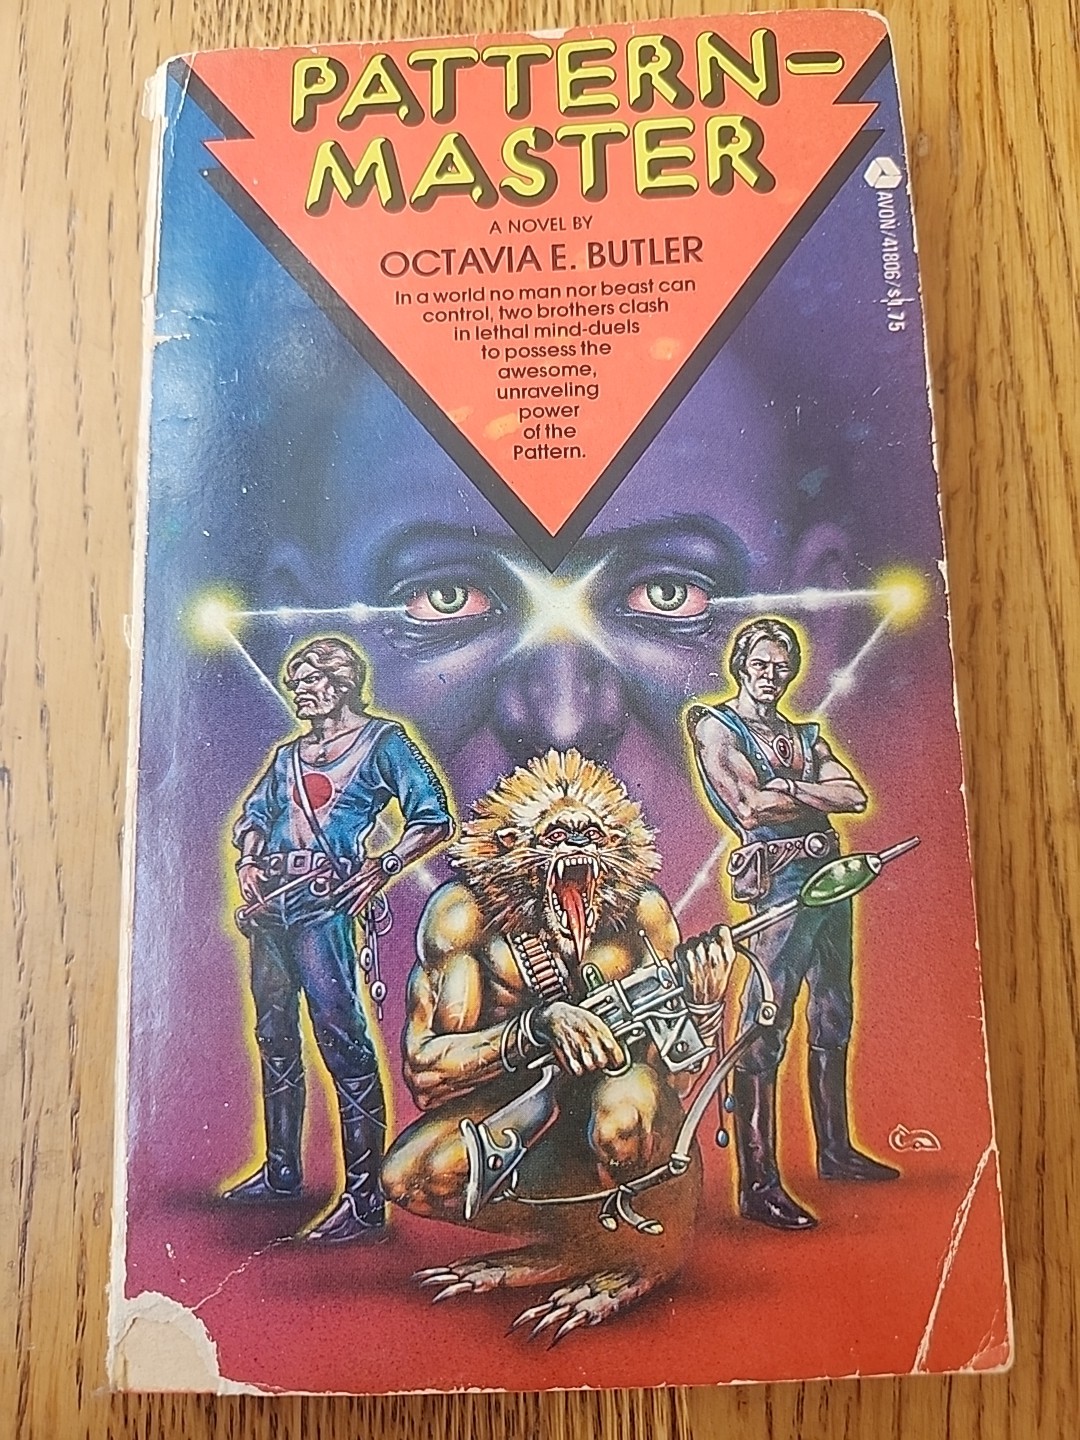 PATTERN-
MASTER
A NOVEL BY
OCTAVIA E. BUTLER
In a world no man nor beast can
control, two brothers clash
in lethal mind-duels
to possess the
awesome,
unraveling
power
of the
Pattern.
AVON/41806/$1.75